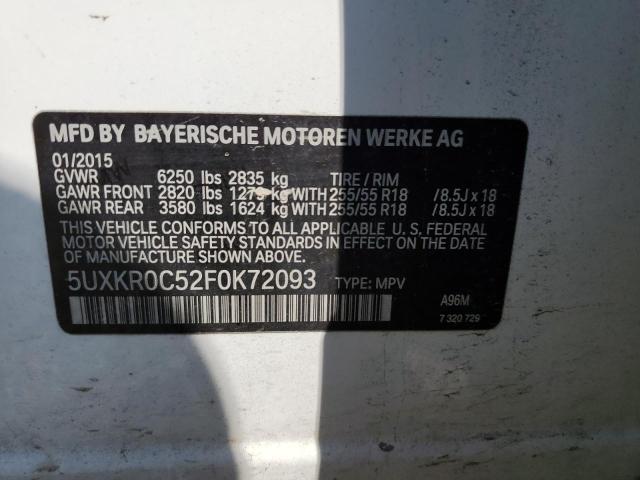 MFD BY BAYERISCHE MOTOREN WERKE AG
01/2015
GVWR 6250 lbs 2835 kg TIRE / RIM
GAWR FRONT 2820 lbs 1279 kg WITH 255/55 R18 /8.5J x 18
GAWR REAR 3580 lbs 1624 kg WITH 255/55 R18 /8.5J x 18
THIS VEHICLE CONFORMS TO ALL APPLICABLE U. S. FEDERAL
MOTOR VEHICLE SAFETY STANDARDS IN EFFECT ON THE DATE
OF MANUFACTURE SHOWN ABOVE.
5UXKR0C52F0K72093 TYPE: MPV
A96M
7 320 729